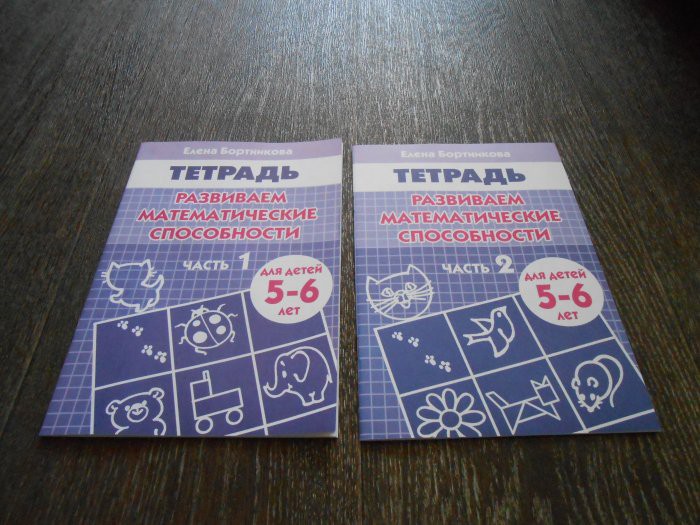 Елена Бортникова
ТЕТРАДЬ
РАЗВИВАЕМ
МАТЕМАТИЧЕСКИЕ
СПОСОБНОСТИ
ЧАСТЬ 1
для детей
5-6
лет
Елена Бортникова
ТЕТРАДЬ
РАЗВИВАЕМ
МАТЕМАТИЧЕСКИЕ
СПОСОБНОСТИ
ЧАСТЬ 2
для детей
5-6
лет